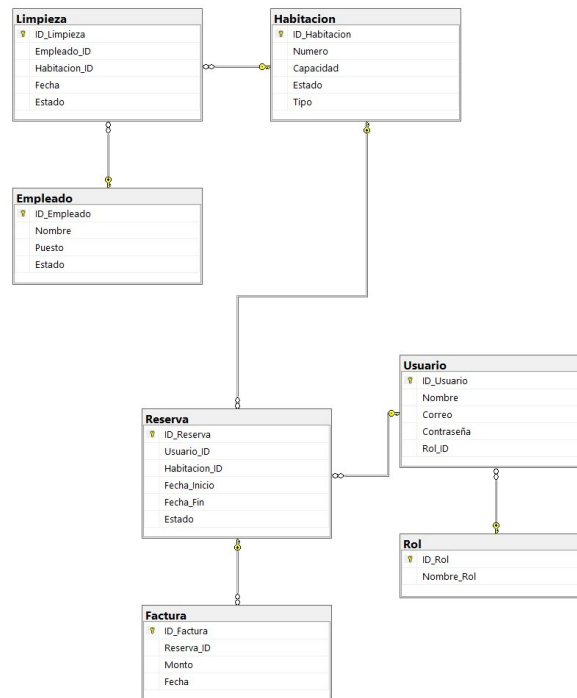 Limpieza
ID_Limpieza
Empleado_ID
Habitacion_ID
Fecha
Estado
Habitacion
ID_Habitacion
Numero
Capacidad
Estado
Tipo
Empleado
ID_Empleado
Nombre
Puesto
Estado
Usuario
ID_Usuario
Nombre
Correo
Contraseña
Rol_ID
Reserva
ID_Reserva
Usuario_ID
Habitacion_ID
Fecha_Inicio
Fecha_Fin
Estado
Rol
ID_Rol
Nombre_Rol
Factura
ID_Factura
Reserva_ID
Monto
Fecha